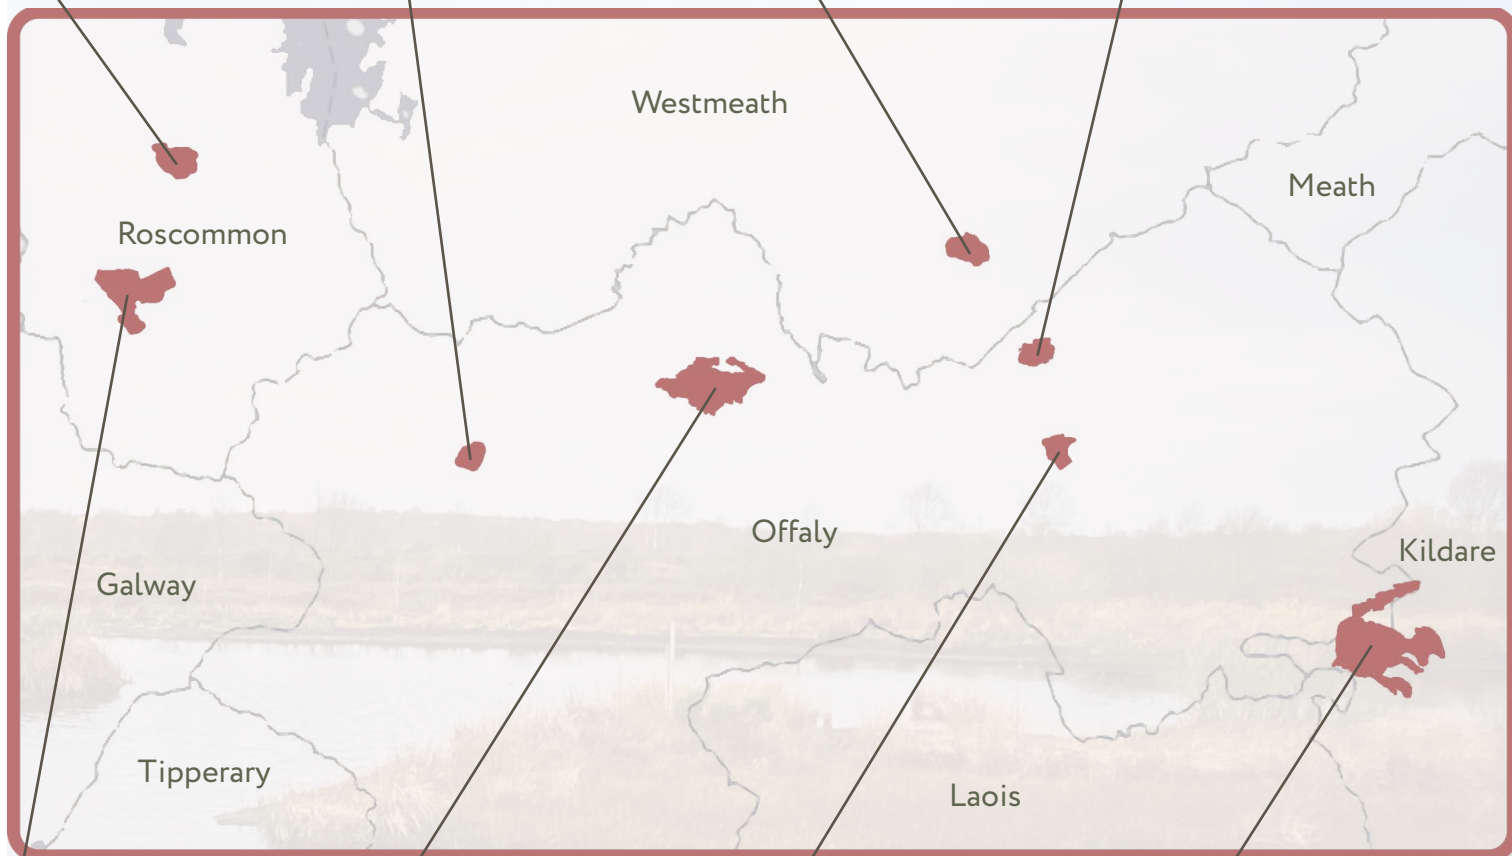 Westmeath
Meath
Roscommon
Offaly
Kildare
Galway
Tipperary
Laois